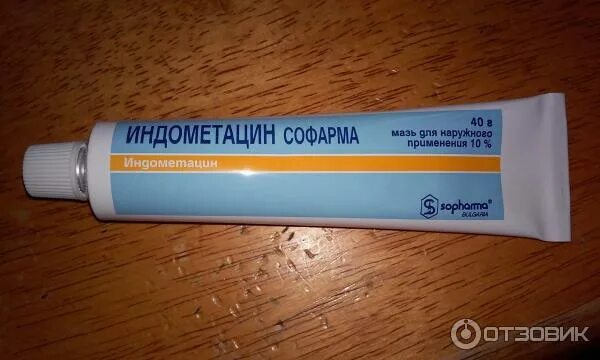 ИНДОМЕТАЦИН СОФАРМА
Индометацин
40 г
мазь для наружного
применения 10 %
sopharma®
BULGARIA
ОТЗОВИК